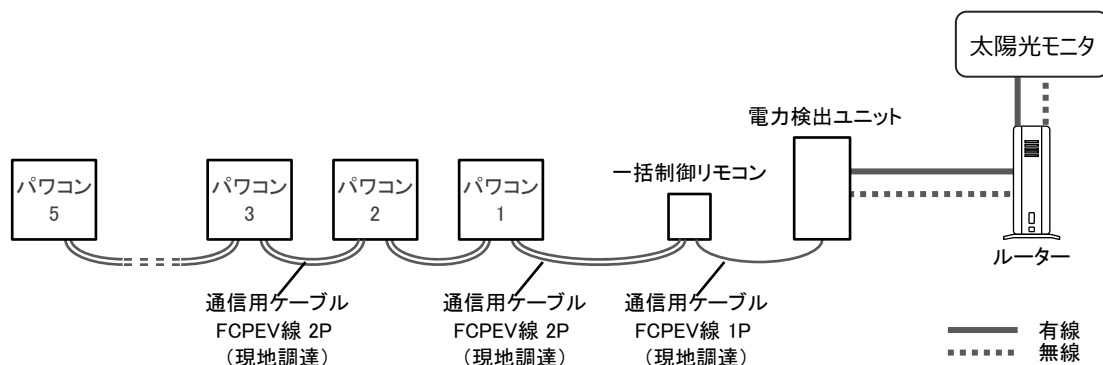 太陽光モニタ
電力検出ユニット
一括制御リモコン
パワコン
5
パワコン
3
パワコン
2
パワコン
1
ルーター
通信用ケーブル
FCPEV線 2P
（現地調達）
通信用ケーブル
FCPEV線 2P
（現地調達）
通信用ケーブル
FCPEV線 1P
（現地調達）
有線
無線